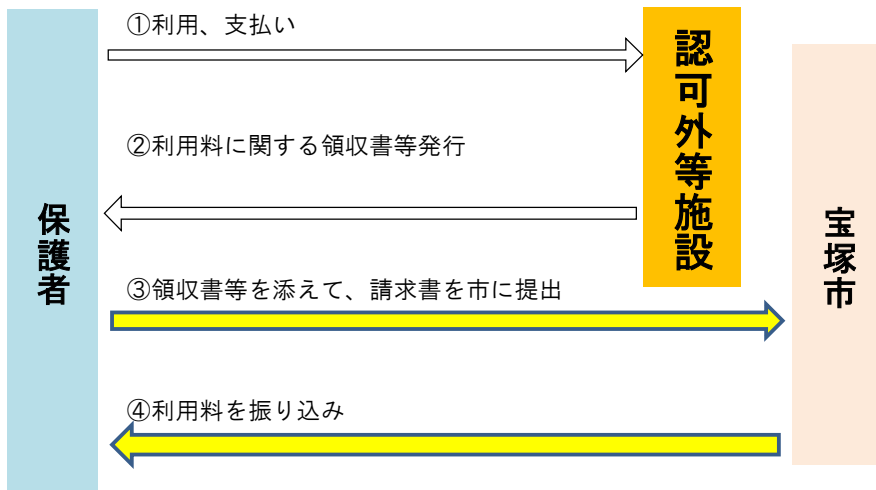 ①利用、支払い
認可外等施設
②利用料に関する領収書等発行
保護者
宝塚市
③領収書等を添えて、請求書を市に提出
④利用料を振り込み